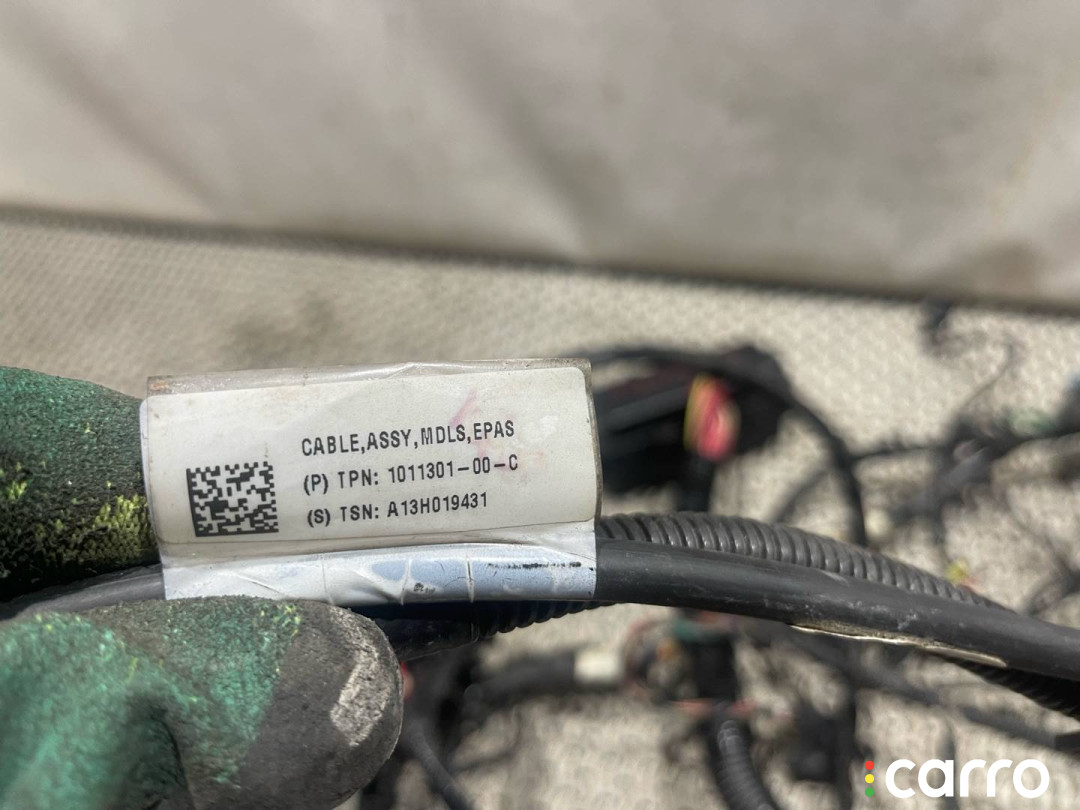 CABLE,ASSY,MDLS,EPAS
(P) TPN: 1011301-00-C
(S) TSN: A13H019431
carro